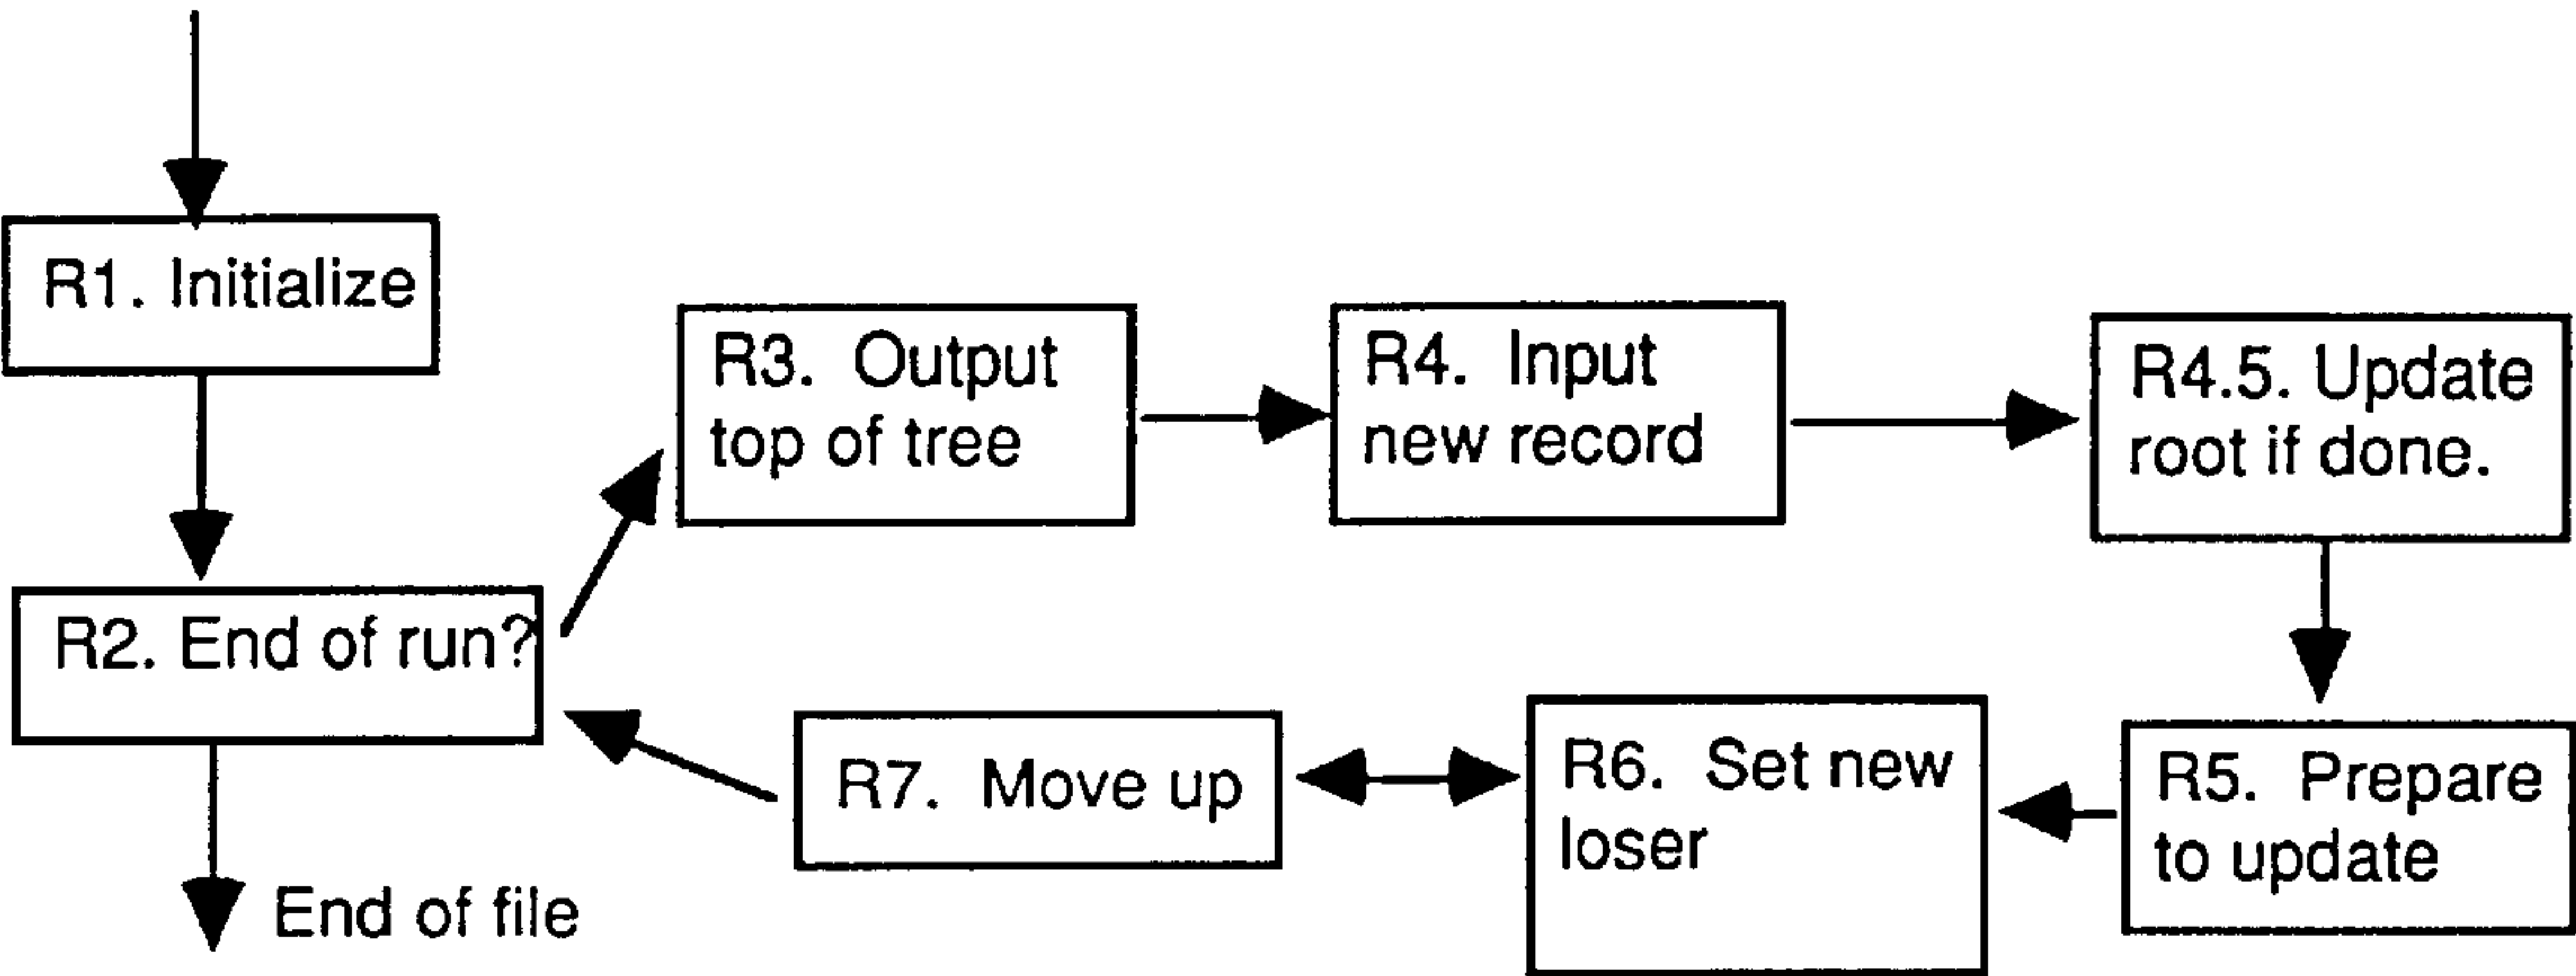 R1. Initialize
R2. End of run?
End of file
R3. Output
top of tree
R4. Input
new record
R4.5. Update
root if done.
R5. Prepare
to update
R6. Set new
loser
R7. Move up